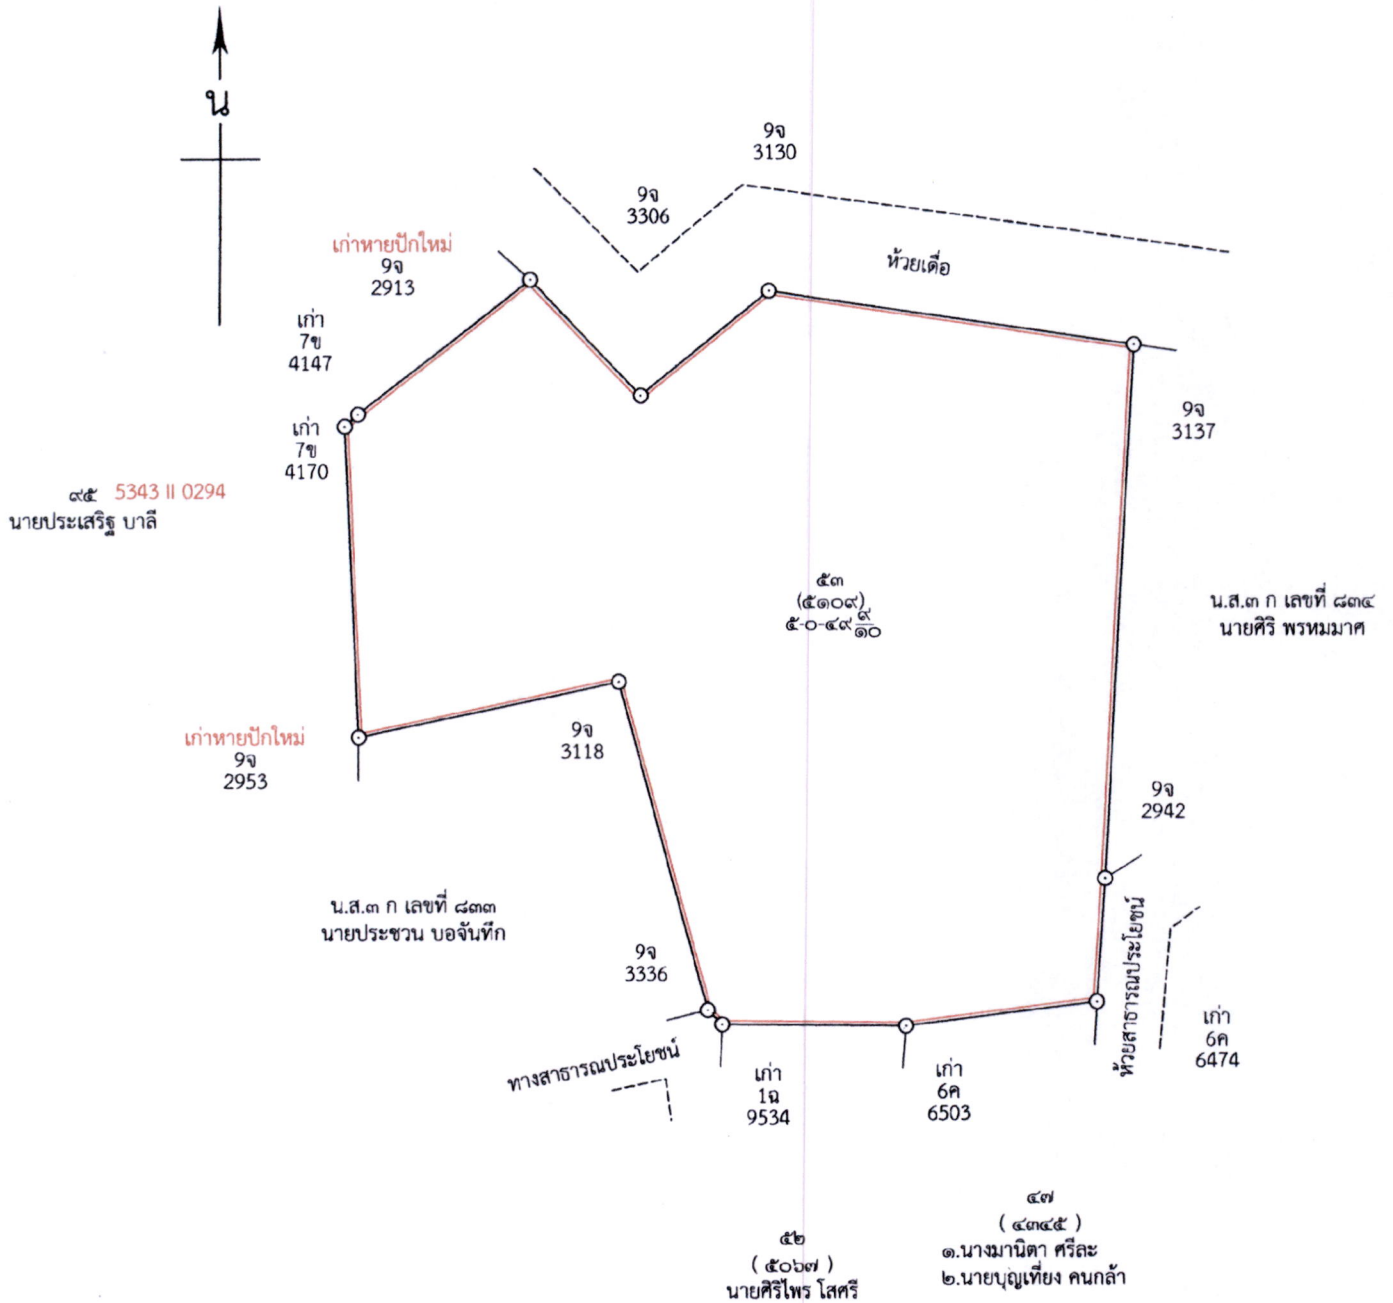 น
9จ
3130
9จ
3306
ห้วยเดื่อ
เก่าหายปักใหม่
9จ
2913
เก่า
7ข
4147
เก่า
7ข
4170
9จ
3137
๙๕ 5343 II 0294
นายประเสริฐ บาลี
๕๓
(๕๑๐๙)
๕-๐-๔๙ ๙/๑๐
น.ส.๓ ก เลขที่ ๘๓๔
นายศิริ พรหมมาศ
เก่าหายปักใหม่
9จ
2953
9จ
3118
9จ
2942
น.ส.๓ ก เลขที่ ๘๓๓
นายประชวน บอจันทึก
9จ
3336
ห้วยสาธารณประโยชน์
เก่า
6ค
6474
ทางสาธารณประโยชน์
เก่า
1ฉ
9534
เก่า
6ค
6503
๕๒
( ๕๐๖๗ )
นายศิริไพร โสศรี
๔๗
( ๔๓๔๕ )
๑.นางมานิตา ศรีละ
๒.นายบุญเที่ยง คนกล้า